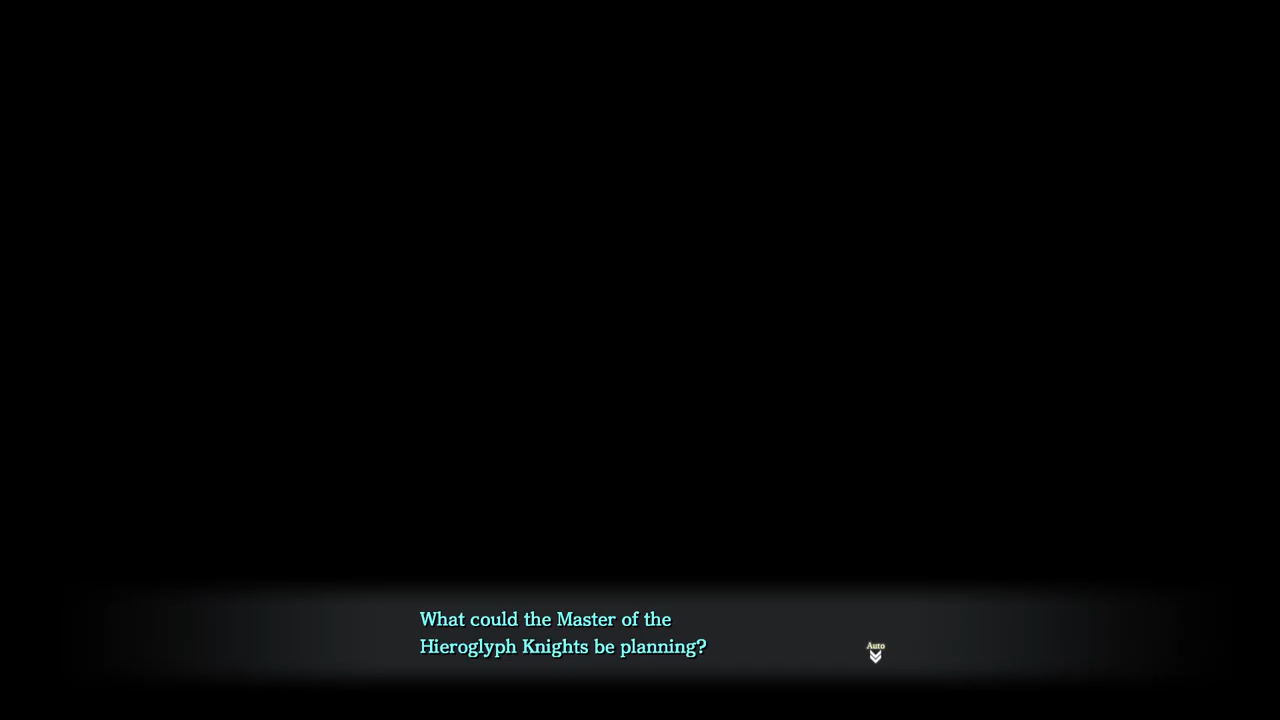 What could the Master of the
Hieroglyph Knights be planning?
Auto